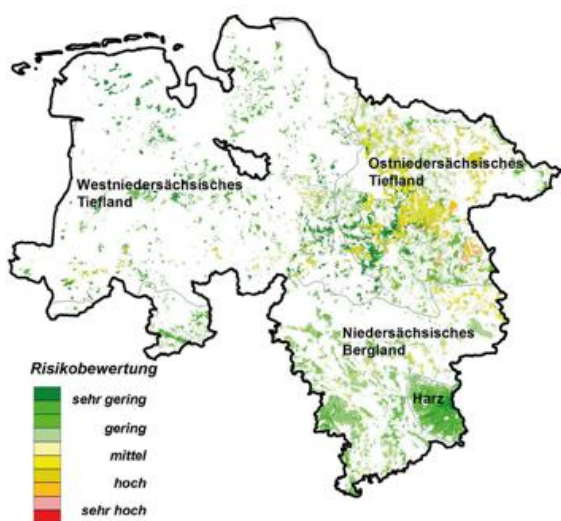 Ostniedersächsisches
Tiefland
Westniedersächsisches
Tiefland
Niedersächsisches
Bergland
Harz
Risikobewertung
sehr gering
gering
mittel
hoch
sehr hoch